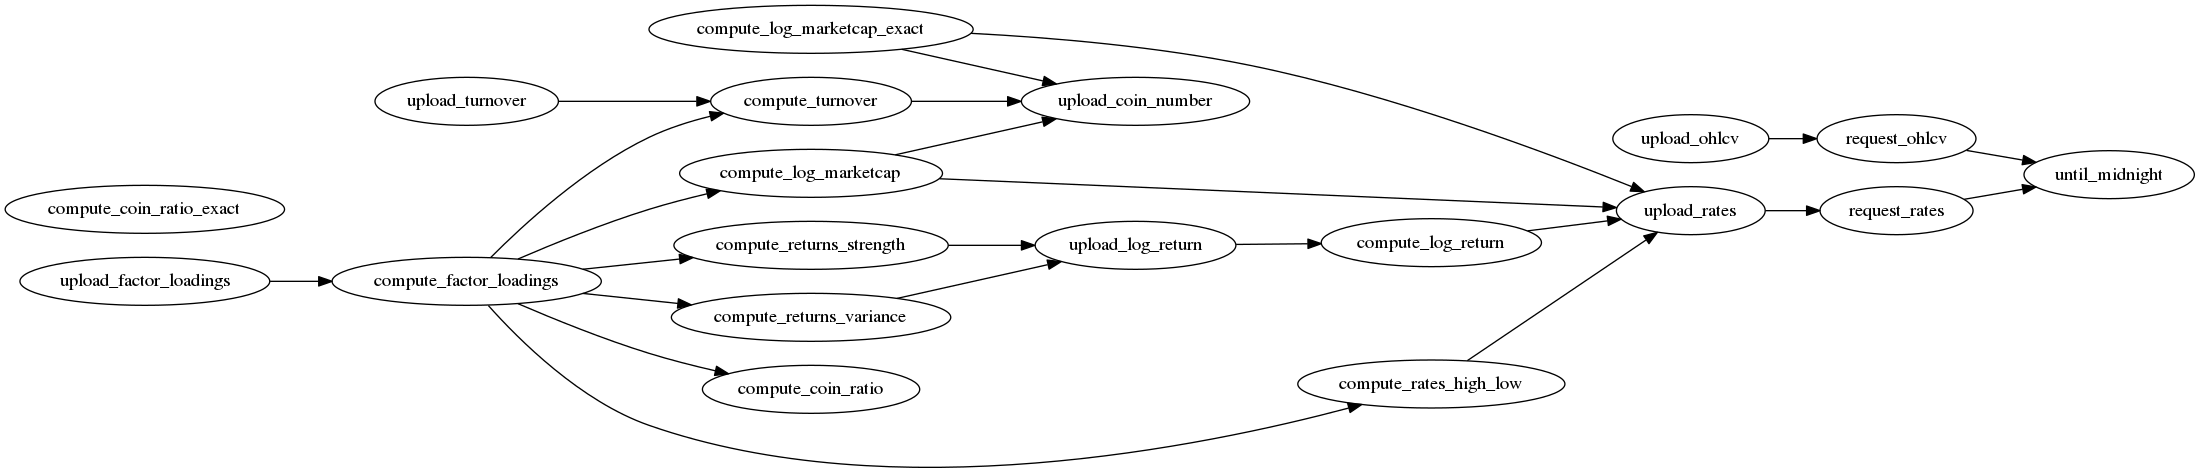 compute_log_marketcap_exact
upload_turnover
compute_turnover
upload_coin_number
upload_ohlcv
request_ohlcv
compute_log_marketcap
until_midnight
compute_coin_ratio_exact
upload_rates
request_rates
compute_returns_strength
upload_log_return
compute_log_return
upload_factor_loadings
compute_factor_loadings
compute_returns_variance
compute_coin_ratio
compute_rates_high_low